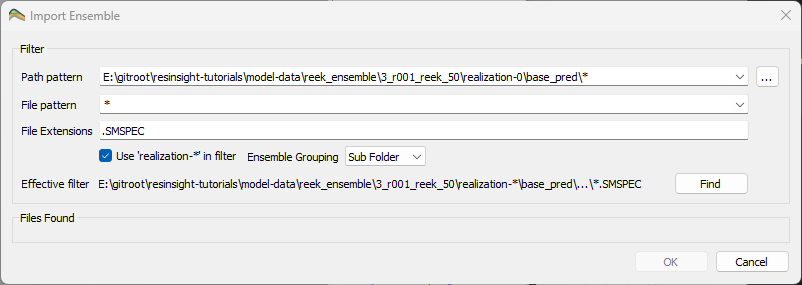 Import Ensemble
Filter
Path pattern E:\gitroot\resinsight-tutorials\model-data\reek_ensemble\3_r001_reek_50\realization-0\base_pred\* ...
File pattern *
File Extensions .SMSPEC
Use 'realization-*' in filter Ensemble Grouping Sub Folder
Effective filter E:\gitroot\resinsight-tutorials\model-data\reek_ensemble\3_r001_reek_50\realization-*\base_pred\...\*.SMSPEC Find
Files Found
OK Cancel